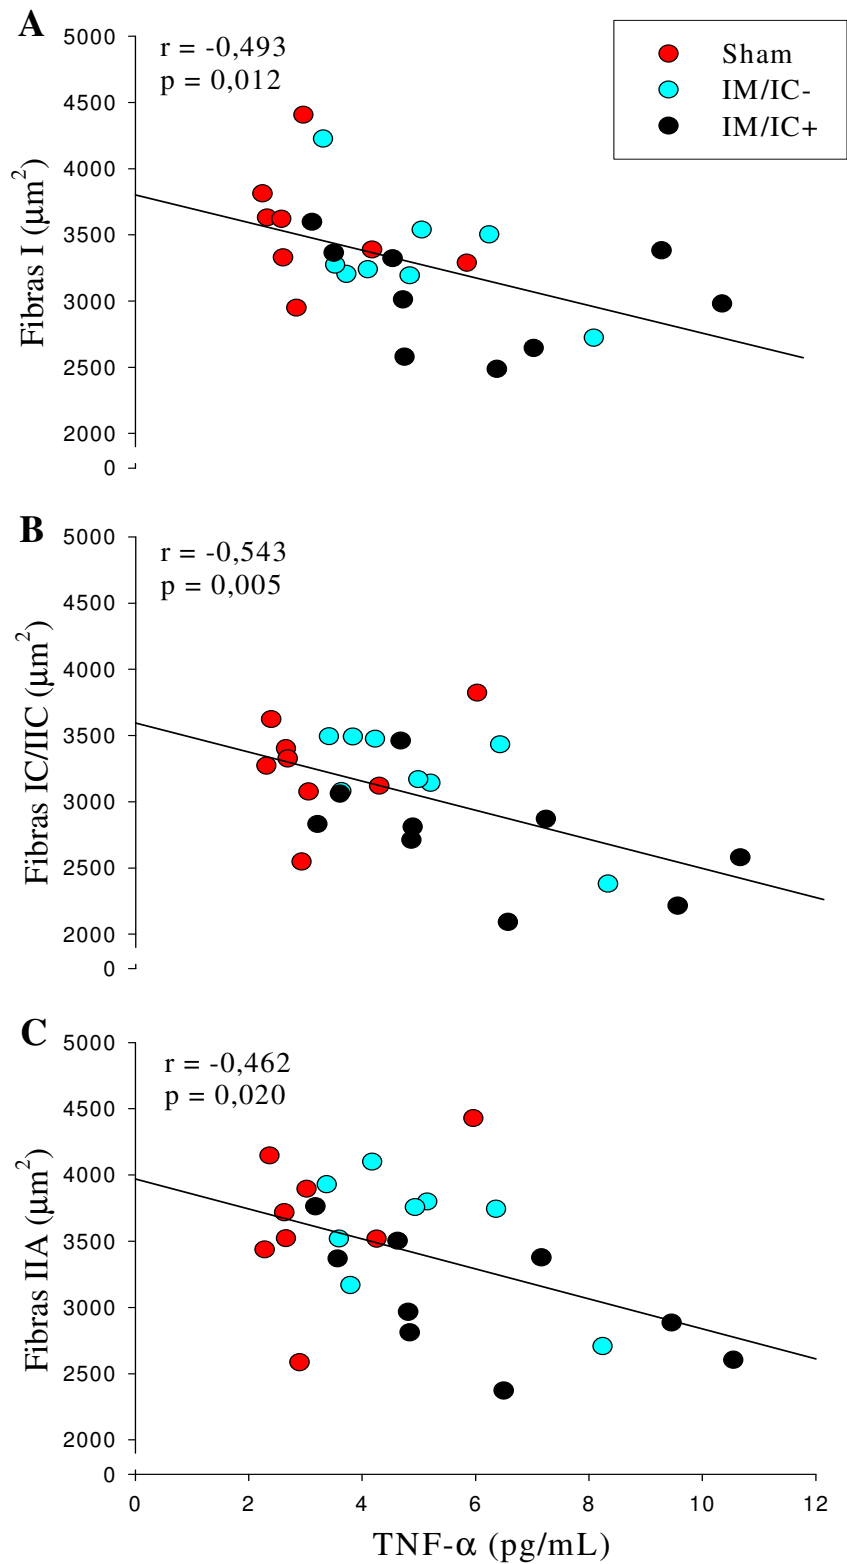 A
r = -0,493
p = 0,012
Sham
IM/IC-
IM/IC+
Fibras I (μm²)
5000
4500
4000
3500
3000
2500
2000
0
B
r = -0,543
p = 0,005
Fibras IC/IIC (μm²)
5000
4500
4000
3500
3000
2500
2000
0
C
r = -0,462
p = 0,020
Fibras IIA (μm²)
5000
4500
4000
3500
3000
2500
2000
0
0 2 4 6 8 10 12
TNF-α (pg/mL)